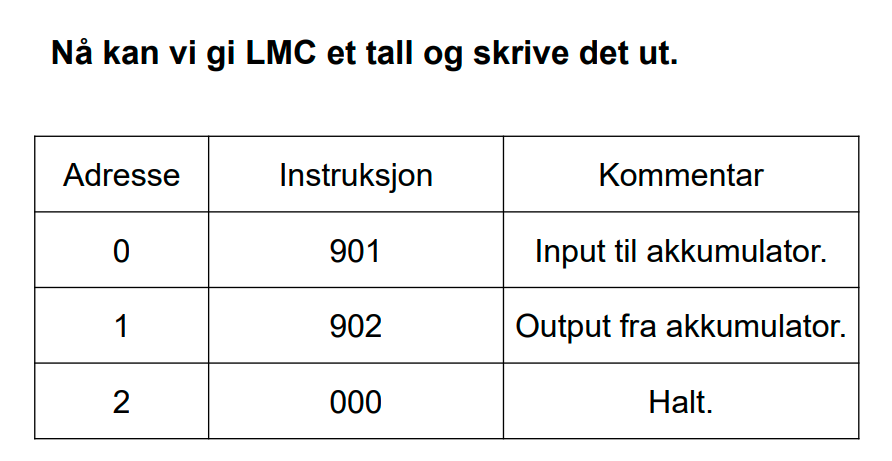 Nå kan vi gi LMC et tall og skrive det ut.
Adresse Instruksjon Kommentar
0 901 Input til akkumulator.
1 902 Output fra akkumulator.
2 000 Halt.